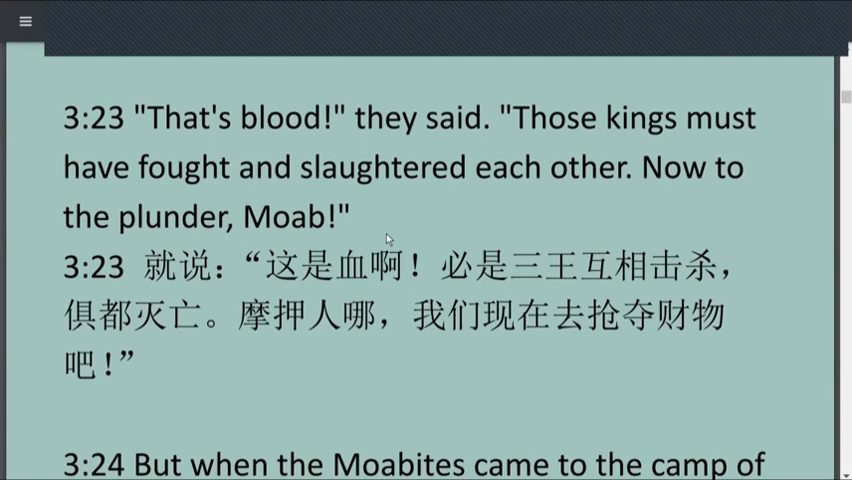 3:23 "That's blood!" they said. "Those kings must
have fought and slaughtered each other. Now to
the plunder, Moab!"
3:23 就说：“这是血啊！必是三王互相击杀，
俱都灭亡。摩押人哪，我们现在去抢夺财物
吧！”
3:24 But when the Moabites came to the camp of